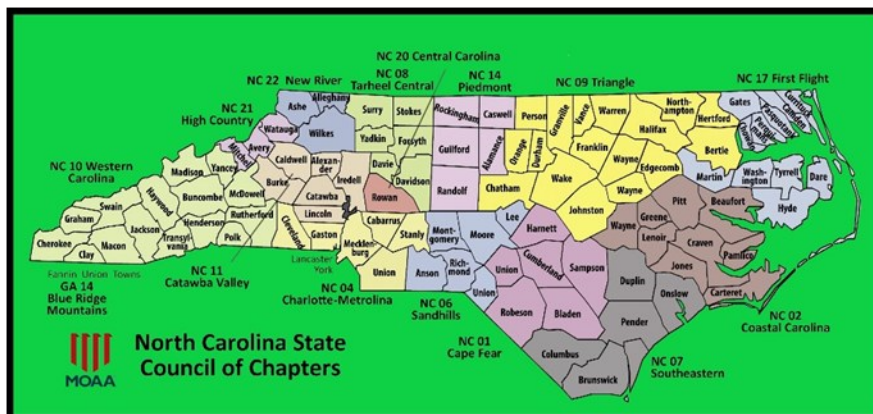 NC 20 Central Carolina
NC 22 New River
NC 08
Tarheel Central
NC 14
Piedmont
NC 09 Triangle
NC 17 First Flight
NC 21
High Country
NC 10 Western
Carolina
Ashe
Alleghany
Surry
Stokes
Rockingham
Caswell
Person
Granville
Vance
Warren
North-
ampton
Gates
Currituck
Camden
Pasquotank
Perqui-
mans
Chowan
Hertford
Halifax
Watauga
Wilkes
Yadkin
Forsyth
Guilford
Alamance
Orange
Durham
Franklin
Bertie
Mitchell
Avery
Caldwell
Alexan-
der
Iredell
Davie
Davidson
Randolf
Chatham
Wake
Wayne
Edgecomb
Wayne
Martin
Wash-
ington
Tyrrell
Dare
Hyde
Madison
Yancey
Burke
Catawba
Rowan
Swain
Haywood
Buncombe
McDowell
Lincoln
Graham
Jackson
Henderson
Rutherford
Cleveland
Gaston
Cabarrus
Stanly
Mont-
gomery
Moore
Lee
Harnett
Johnston
Wayne
Greene
Pitt
Beaufort
Cherokee
Clay
Macon
Transyl-
vania
Polk
Mecklen-
burg
Union
Anson
Rich-
mond
Union
Union
Cumberland
Sampson
Lenoir
Craven
Pamlico
Jones
Carteret
Duplin
Onslow
Robeson
Bladen
Pender
Columbus
Brunswick
Fannin Union Towns
GA 14
Blue Ridge
Mountains
NC 11
Catawba Valley
Lancaster
York
NC 04
Charlotte-Metrolina
NC 06
Sandhills
NC 01
Cape Fear
NC 07
Southeastern
NC 02
Coastal Carolina
MOAA
North Carolina State
Council of Chapters